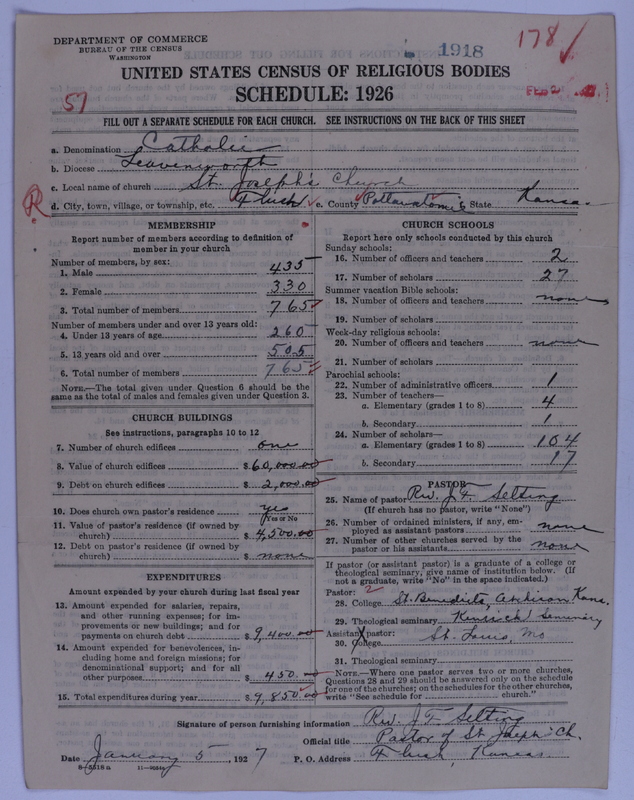 DEPARTMENT OF COMMERCE
BUREAU OF THE CENSUS
WASHINGTON
1918
178
UNITED STATES CENSUS OF RELIGIOUS BODIES
SCHEDULE: 1926
57
FILL OUT A SEPARATE SCHEDULE FOR EACH CHURCH. SEE INSTRUCTIONS ON THE BACK OF THIS SHEET
a. Denomination Catholic
b. Diocese Leavenworth
c. Local name of church St. Joseph's Church
R d. City, town, village, or township, etc. Flush e. County Pottawatomie State Kansas
MEMBERSHIP
Report number of members according to definition of member in your church
Number of members, by sex:
1. Male 435
2. Female 330
3. Total number of members 765
Number of members under and over 13 years old:
4. Under 13 years of age 260
5. 13 years old and over 505
6. Total number of members 765
NOTE.—The total given under Question 6 should be
same as the total of males and females given under Question 3.
CHURCH BUILDINGS
See instructions, paragraphs 10 to 12
7. Number of church edifices one
8. Value of church edifices $60,000.00
9. Debt on church edifices $2,000.00
10. Does church own pastor's residence yes
Yes or No
11. Value of pastor's residence (if owned by
church) $4,500.00
12. Debt on pastor's residence (if owned by
church) $ none
EXPENDITURES
Amount expended by your church during last fiscal year
13. Amount expended for salaries, repairs,
and other running expenses; for im-
provements or new buildings; and for
payments on church debt $9,400.00
14. Amount expended for benevolences, in-
cluding home and foreign missions; for
denominational support; and for all
other purposes $ 450.00
15. Total expenditures during year $9,850.00
CHURCH SCHOOLS
Report here only schools conducted by this church
Sunday schools:
16. Number of officers and teachers 2
17. Number of scholars 27
Summer vacation Bible schools:
18. Number of officers and teachers none
19. Number of scholars
Week-day religious schools:
20. Number of officers and teachers none
21. Number of scholars
Parochial schools:
22. Number of administrative officers 1
23. Number of teachers—
a. Elementary (grades 1 to 8) 4
b. Secondary 1
24. Number of scholars—
a. Elementary (grades 1 to 8) 104
b. Secondary 17
PASTOR
25. Name of pastor Rev. J. F. Selting
(If church has no pastor, write "None")
26. Number of ordained ministers, if any, em-
ployed as assistant pastors none
27. Number of other churches served by the
pastor or his assistants none
If pastor (or assistant pastor) is a graduate of a college or
theological seminary, give name of institution below. (If
not a graduate, write "No" in the space indicated.)
Pastor: 2
28. College St. Benedicts, Atchison Kans.
29. Theological seminary Kenrick Seminary
Assistant pastor:
30. College St. Louis, Mo
31. Theological seminary
NOTE.—Where one pastor serves two or more churches,
Questions 28 and 29 should be answered only on the schedule
for one of the churches; on the schedules for the other churches,
write "See schedule for church."
Signature of person furnishing information Rev. J. F. Selting
Official title Pastor of St. Joseph's Ch.
Date January 5, 1927 P. O. Address Flush, Kansas.